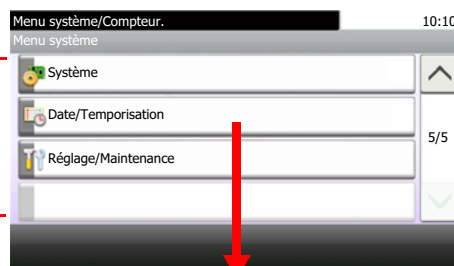 Menu système/Compteur.
10:10
Menu système
Système
Date/Temporisation
5/5
Réglage/Maintenance